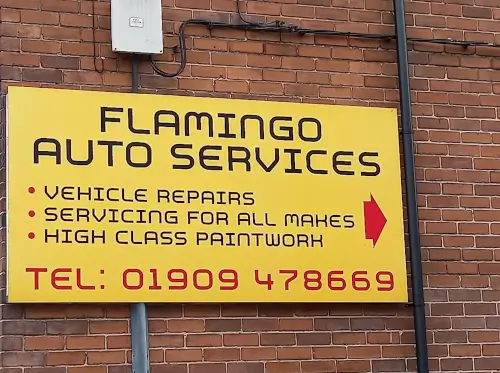 FLAMINGO
AUTO SERVICES
• VEHICLE REPAIRS
• SERVICING FOR ALL MAKES
• HIGH CLASS PAINTWORK
TEL: 01909 478669